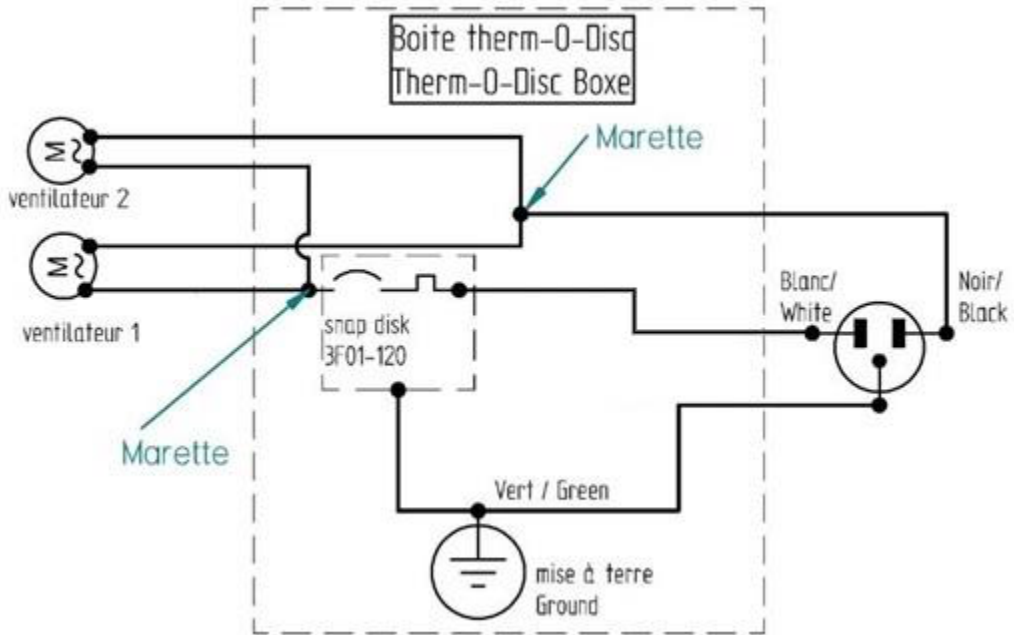 Boite therm-O-Disc
Therm-O-Disc Boxe
Marette
M
ventilateur 2
M
ventilateur 1
snap disk
3F01-120
Blanc/
White
Noir/
Black
Marette
Vert / Green
mise à terre
Ground